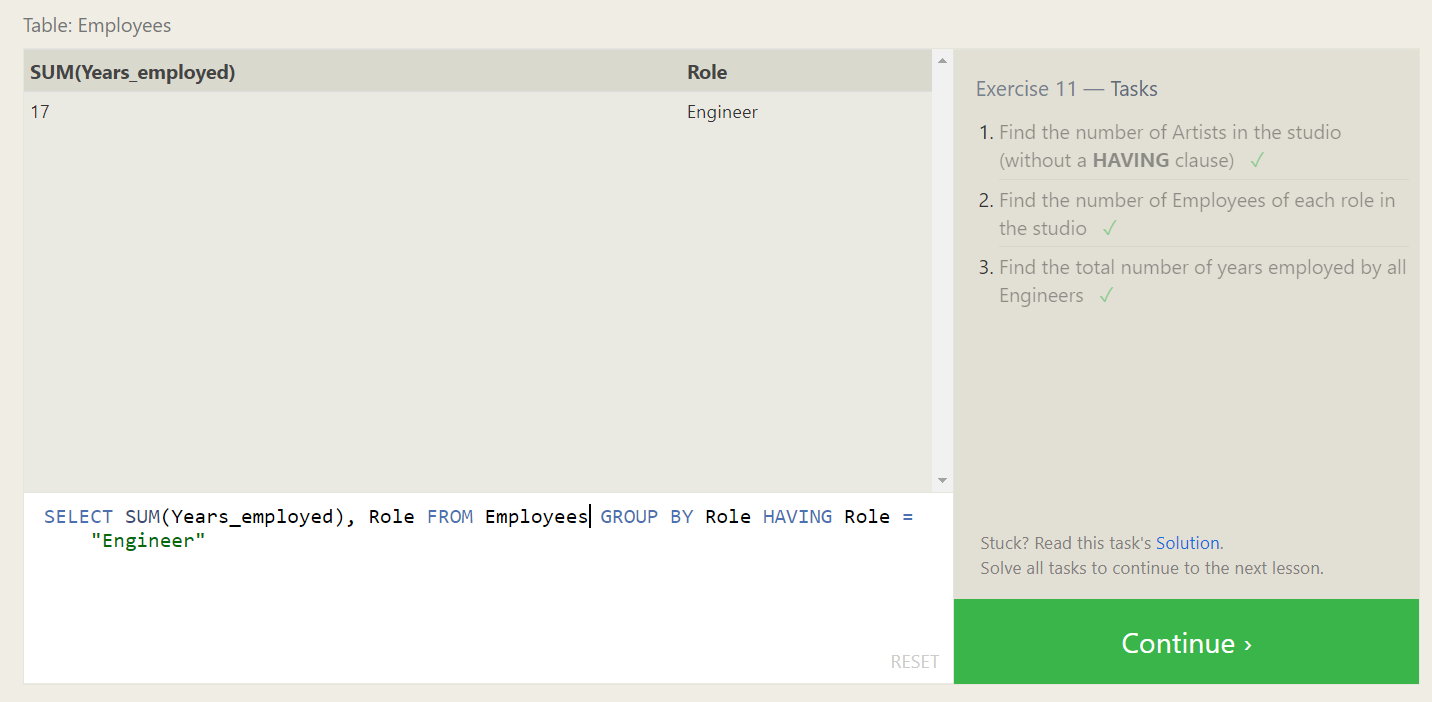 Table: Employees
SUM(Years_employed) Role
17 Engineer
SELECT SUM(Years_employed), Role FROM Employees GROUP BY Role HAVING Role =
"Engineer"
RESET
Exercise 11 — Tasks
1. Find the number of Artists in the studio
(without a HAVING clause) ✓
2. Find the number of Employees of each role in
the studio ✓
3. Find the total number of years employed by all
Engineers ✓
Stuck? Read this task's Solution.
Solve all tasks to continue to the next lesson.
Continue ›